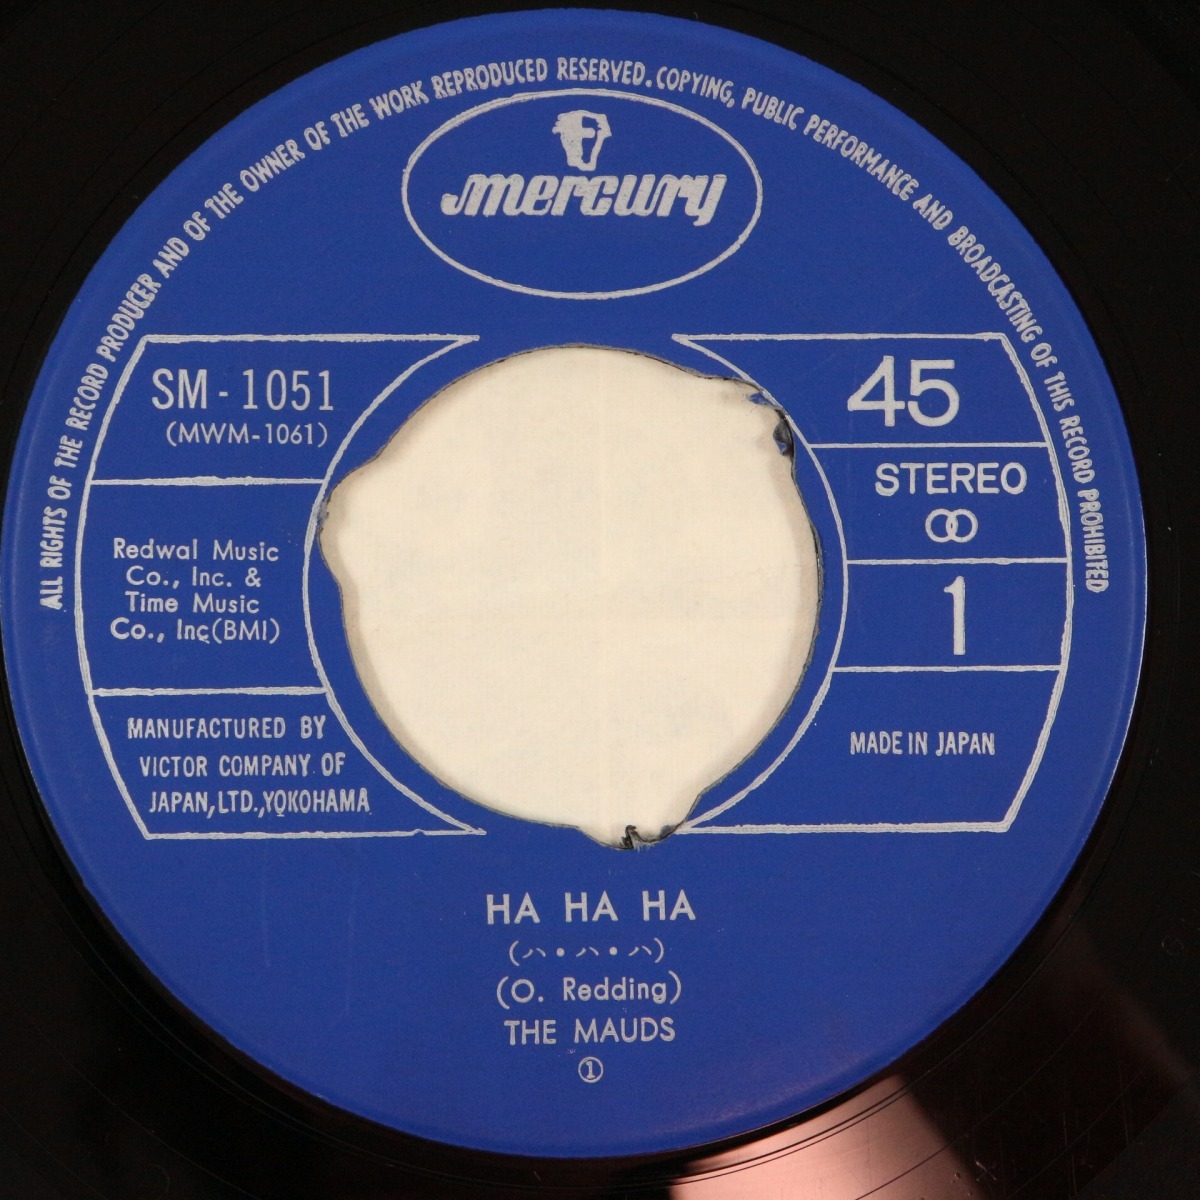 ALL RIGHTS OF THE RECORD PRODUCER AND OF THE OWNER OF THE WORK REPRODUCED RESERVED. COPYING, PUBLIC PERFORMANCE AND BROADCASTING OF THIS RECORD PROHIBITED
mercury
SM-1051
(MWM-1061)
Redwal Music
Co., Inc. &
Time Music
Co., Inc(BMI)
MANUFACTURED BY
VICTOR COMPANY OF
JAPAN, LTD., YOKOHAMA
45
STEREO
1
MADE IN JAPAN
HA HA HA
(ハ・ハ・ハ)
(O. Redding)
THE MAUDS
①